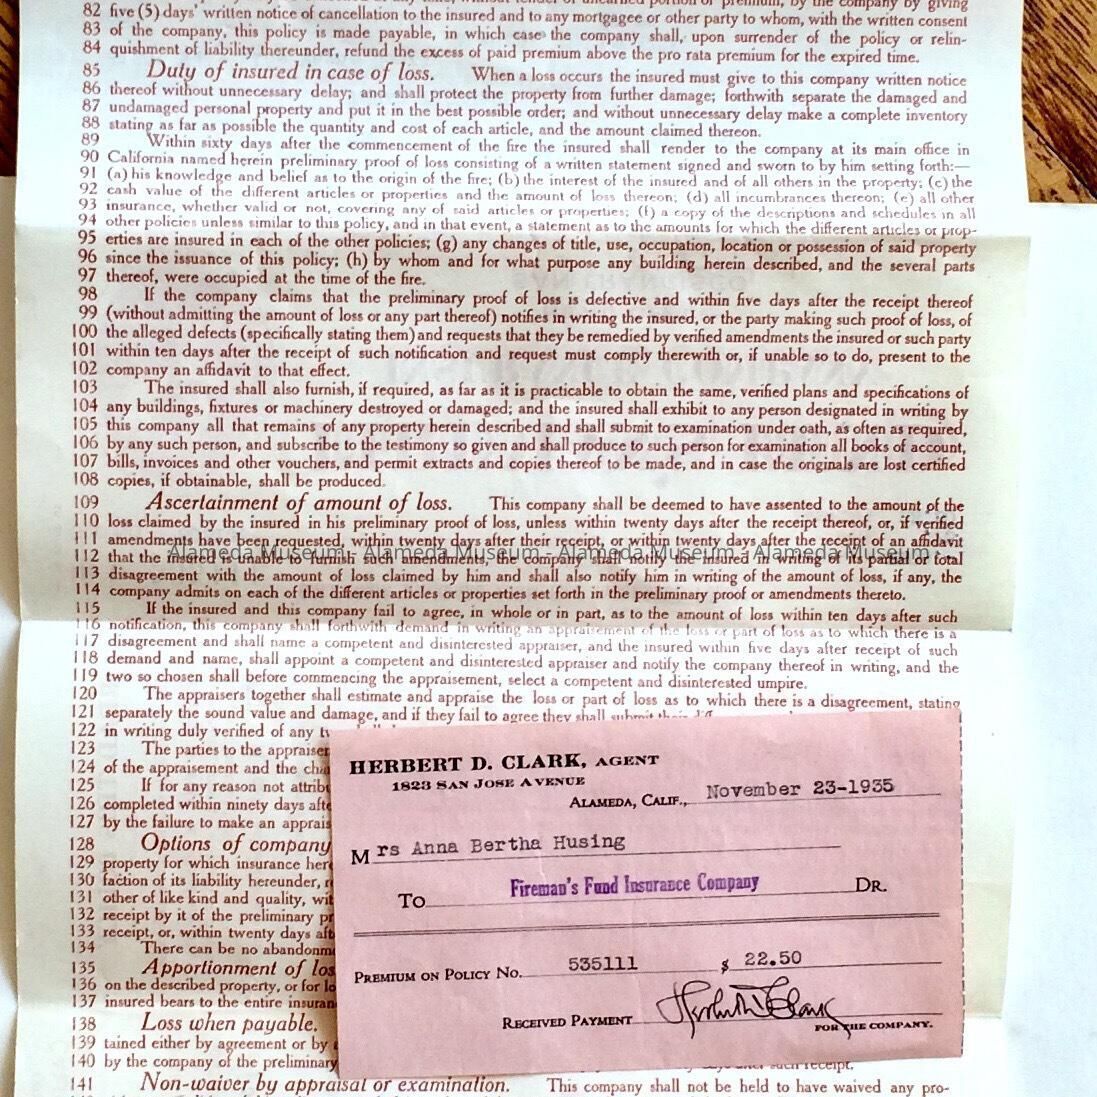 82 five (5) days' written notice of cancellation to the insured and to any mortgagee or other party to whom, with the written consent
83 of the company, this policy is made payable, in which case the company shall, upon surrender of the policy or relin-
84 quishment of liability thereunder, refund the excess of paid premium above the pro rata premium for the expired time.
85 Duty of insured in case of loss. When a loss occurs the insured must give to this company written notice
86 thereof without unnecessary delay; and shall protect the property from further damage; forthwith separate the damaged and
87 undamaged personal property and put it in the best possible order; and without unnecessary delay make a complete inventory
88 stating as far as possible the quantity and cost of each article, and the amount claimed thereon.
89 Within sixty days after the commencement of the fire the insured shall render to the company at its main office in
90 California named herein preliminary proof of loss consisting of a written statement signed and sworn to by him setting forth:—
91 (a) his knowledge and belief as to the origin of the fire; (b) the interest of the insured and of all others in the property; (c) the
92 cash value of the different articles or properties and the amount of loss thereon; (d) all incumbrances thereon; (e) all other
93 insurance, whether valid or not, covering any of said articles or properties; (f) a copy of the descriptions and schedules in all
94 other policies unless similar to this policy, and in that event, a statement as to the amounts for which the different articles or prop-
95 erties are insured in each of the other policies; (g) any changes of title, use, occupation, location or possession of said property
96 since the issuance of this policy; (h) by whom and for what purpose any building herein described, and the several parts
97 thereof, were occupied at the time of the fire.
98 If the company claims that the preliminary proof of loss is defective and within five days after the receipt thereof
99 (without admitting the amount of loss or any part thereof) notifies in writing the insured, or the party making such proof of loss, of
100 the alleged defects (specifically stating them) and requests that they be remedied by verified amendments the insured or such party
101 within ten days after the receipt of such notification and request must comply therewith or, if unable so to do, present to the
102 company an affidavit to that effect.
103 The insured shall also furnish, if required, as far as it is practicable to obtain the same, verified plans and specifications of
104 any buildings, fixtures or machinery destroyed or damaged; and the insured shall exhibit to any person designated in writing by
105 this company all that remains of any property herein described and shall submit to examination under oath, as often as required,
106 by any such person, and subscribe to the testimony so given and shall produce to such person for examination all books of account,
107 bills, invoices and other vouchers, and permit extracts and copies thereof to be made, and in case the originals are lost certified
108 copies, if obtainable, shall be produced.
109 Ascertainment of amount of loss. This company shall be deemed to have assented to the amount of the
110 loss claimed by the insured in his preliminary proof of loss, unless within twenty days after the receipt thereof, or, if verified
111 amendments have been requested, within twenty days after their receipt, or within twenty days after the receipt of an affidavit
Alameda Museum - Alameda Museum - Alameda Museum - Alameda Museum -
112 that the insured is unable to furnish such amendments, the company shall notify the insured in writing of its partial or total
113 disagreement with the amount of loss claimed by him and shall also notify him in writing of the amount of loss, if any, the
114 company admits on each of the different articles or properties set forth in the preliminary proof or amendments thereto.
115 If the insured and this company fail to agree, in whole or in part, as to the amount of loss within ten days after such
116 notification, this company shall forthwith demand in writing an appraisement of the loss or part of loss as to which there is a
117 disagreement and shall name a competent and disinterested appraiser, and the insured within five days after receipt of such
118 demand and name, shall appoint a competent and disinterested appraiser and notify the company thereof in writing, and the
119 two so chosen shall before commencing the appraisement, select a competent and disinterested umpire.
120 The appraisers together shall estimate and appraise the loss or part of loss as to which there is a disagreement, stating
121 separately the sound value and damage, and if they fail to agree they shall submit their
122 in writing duly verified of any
123 The parties to the appraise
124 of the appraisement and the
125 If for any reason not attrib
126 completed within ninety days afte
127 by the failure to make an apprais
128 Options of company
129 property for which insurance here
130 faction of its liability hereunder,
131 other of like kind and quality, wit
132 receipt by it of the preliminary pr
133 receipt, or, within twenty days aft
134 There can be no abandonme
135 Apportionment of los
136 on the described property, or for lo
137 insured bears to the entire insuran
138 Loss when payable.
139 tained either by agreement or by
140 by the company of the preliminary
141 Non-waiver by appraisal or examination. This company shall not be held to have waived any pro-
HERBERT D. CLARK, AGENT
1823 SAN JOSE AVENUE
ALAMEDA, CALIF., November 23-1935
Mrs Anna Bertha Husing
To Fireman's Fund Insurance Company DR.
PREMIUM ON POLICY No. 535111 $ 22.50
RECEIVED PAYMENT Herbert D Clark
FOR THE COMPANY.